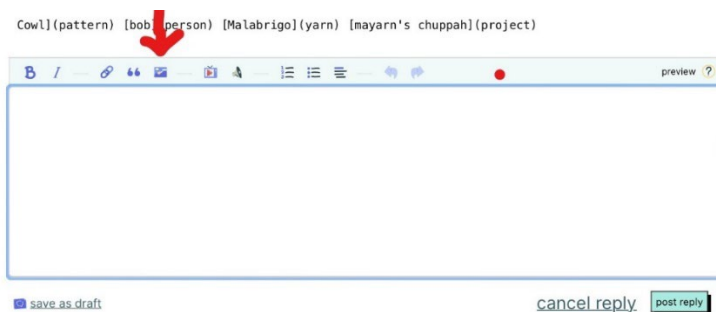 Cowl](pattern) [bob](person) [Malabrigo](yarn) [mayarn's chuppah](project)
B I preview ?
save as draft cancel reply post reply